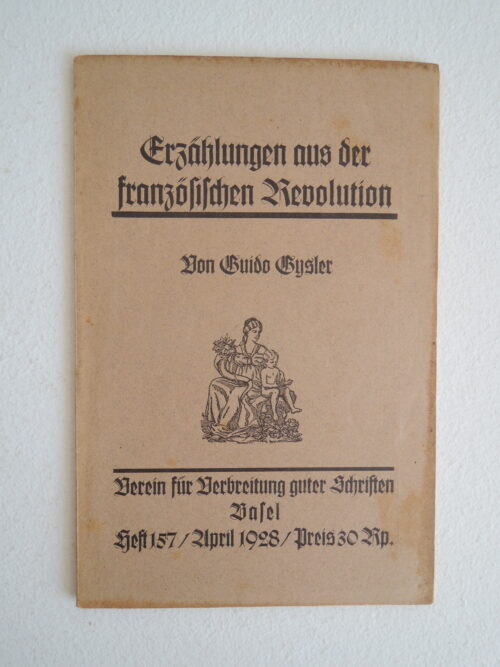 Erzählungen aus der
französischen Revolution
Von Guido Gysler
Verein für Verbreitung guter Schriften
Basel
Heft 157 / April 1928 / Preis 30 Rp.